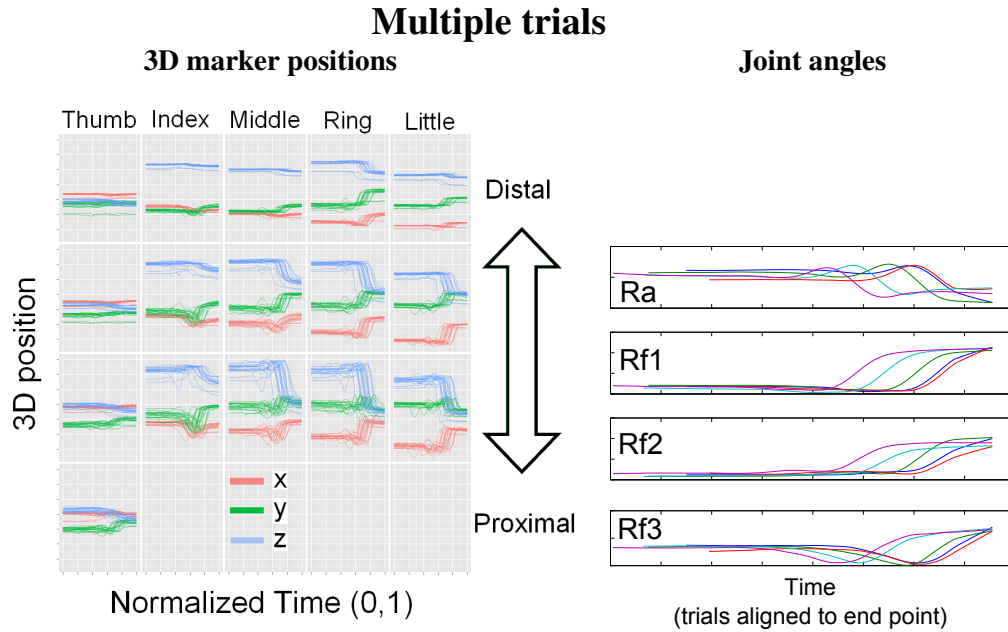 Multiple trials
3D marker positions
Joint angles
Thumb Index Middle Ring Little
3D position
x
y
z
Distal
Proximal
Normalized Time (0,1)
Ra
Rf1
Rf2
Rf3
Time
(trials aligned to end point)